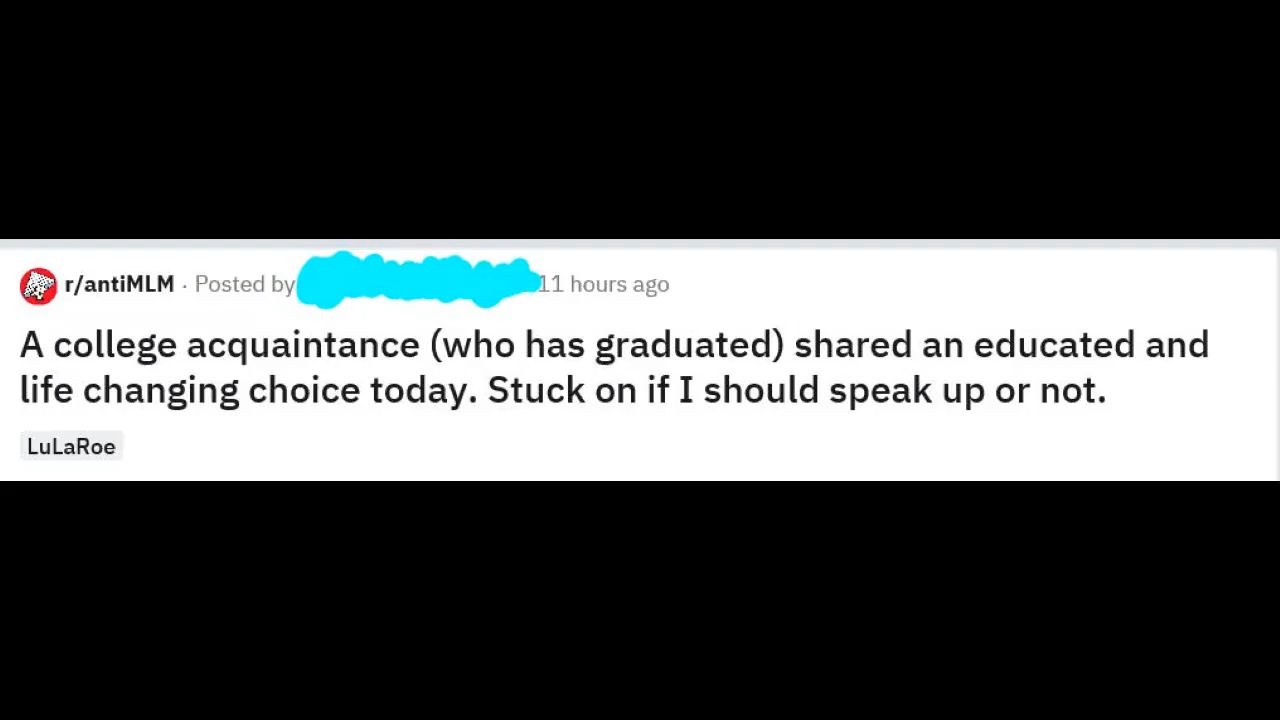 r/antiMLM · Posted by 11 hours ago
A college acquaintance (who has graduated) shared an educated and
life changing choice today. Stuck on if I should speak up or not.
LuLaRoe